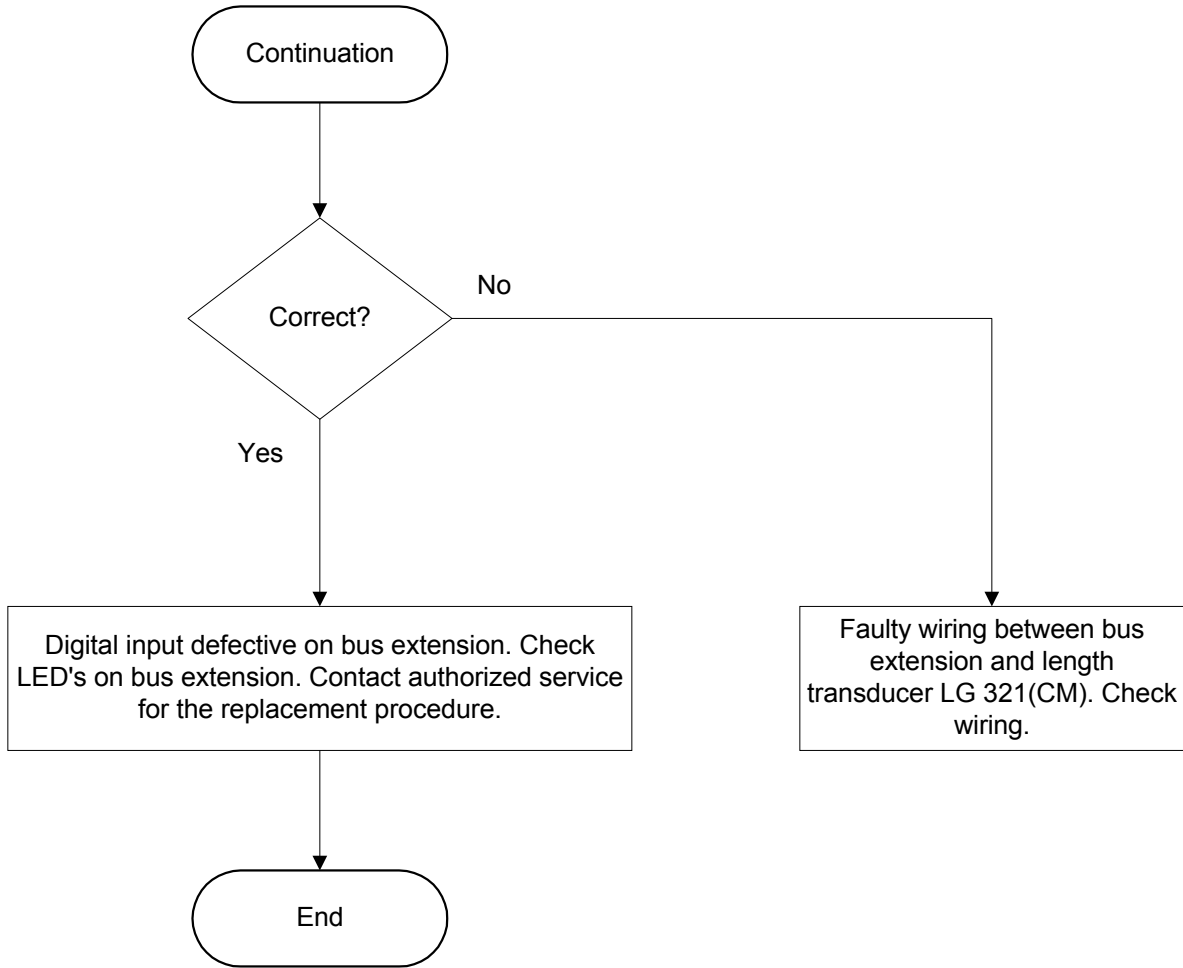 Continuation
Correct?
No
Yes
Digital input defective on bus extension. Check
LED's on bus extension. Contact authorized service
for the replacement procedure.
Faulty wiring between bus
extension and length
transducer LG 321(CM). Check
wiring.
End